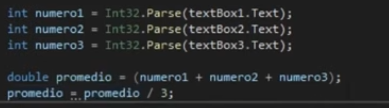 int numero1 = Int32.Parse(textBox1.Text);
int numero2 = Int32.Parse(textBox2.Text);
int numero3 = Int32.Parse(textBox3.Text);
double promedio = (numero1 + numero2 + numero3);
promedio = promedio / 3;